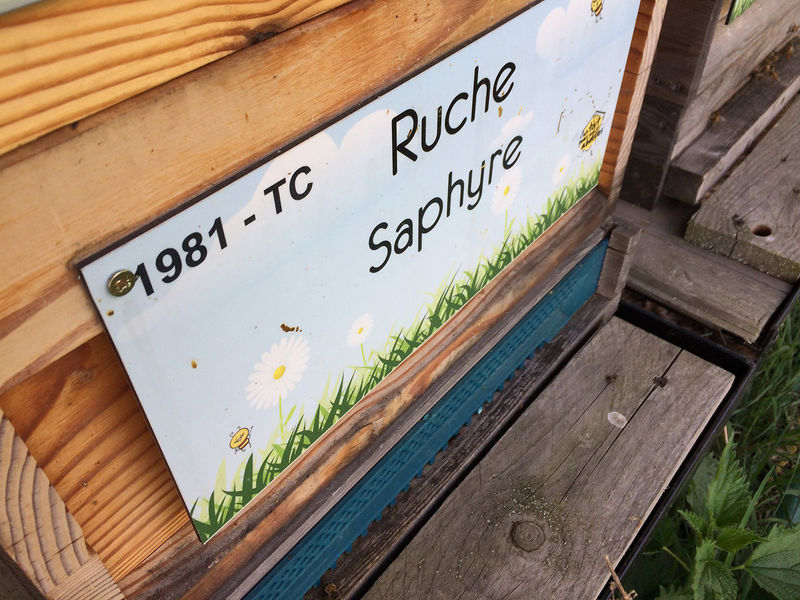 1981 - TC
Ruche
Saphyre